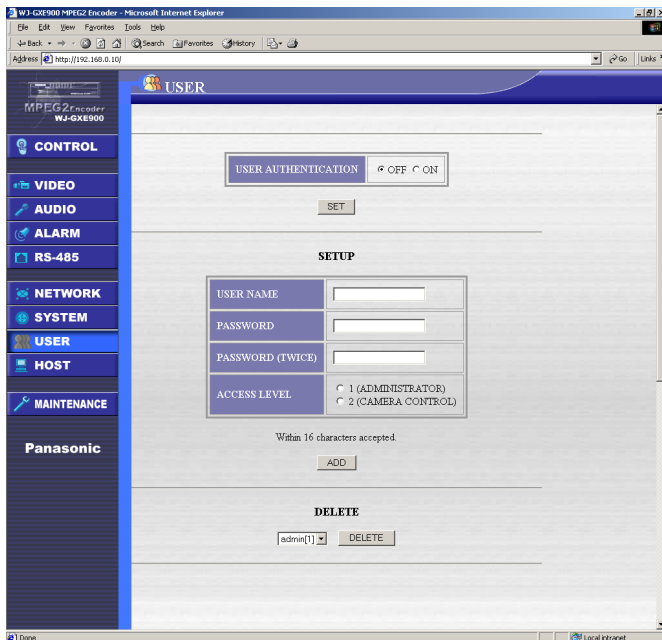 WJ-GXE900 MPEG2 Encoder - Microsoft Internet Explorer
File Edit View Favorites Tools Help
Back Search Favorites History
Address http://192.168.0.10/ Go Links
MPEG2Encoder
WJ-GXE900
USER
CONTROL
VIDEO
AUDIO
ALARM
RS-485
NETWORK
SYSTEM
USER
HOST
MAINTENANCE
Panasonic
USER AUTHENTICATION OFF ON
SET
SETUP
USER NAME
PASSWORD
PASSWORD (TWICE)
ACCESS LEVEL
1 (ADMINISTRATOR)
2 (CAMERA CONTROL)
Within 16 characters accepted.
ADD
DELETE
admin[1] DELETE
Done Local intranet